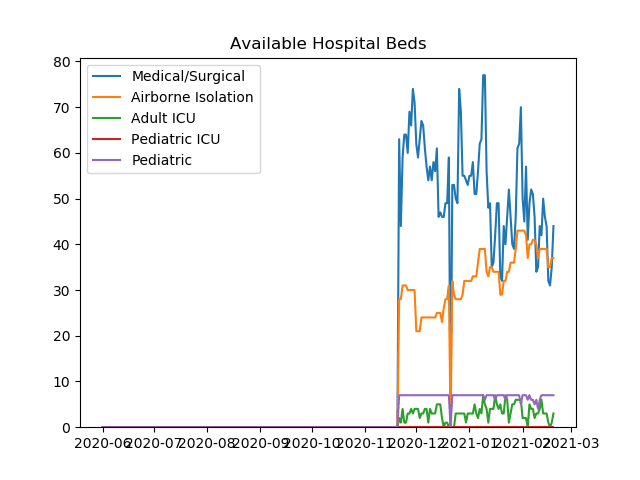 Available Hospital Beds
80
70
60
50
40
30
20
10
0
Medical/Surgical
Airborne Isolation
Adult ICU
Pediatric ICU
Pediatric
2020-06 2020-07 2020-08 2020-09 2020-10 2020-11 2020-12 2021-01 2021-02 2021-03